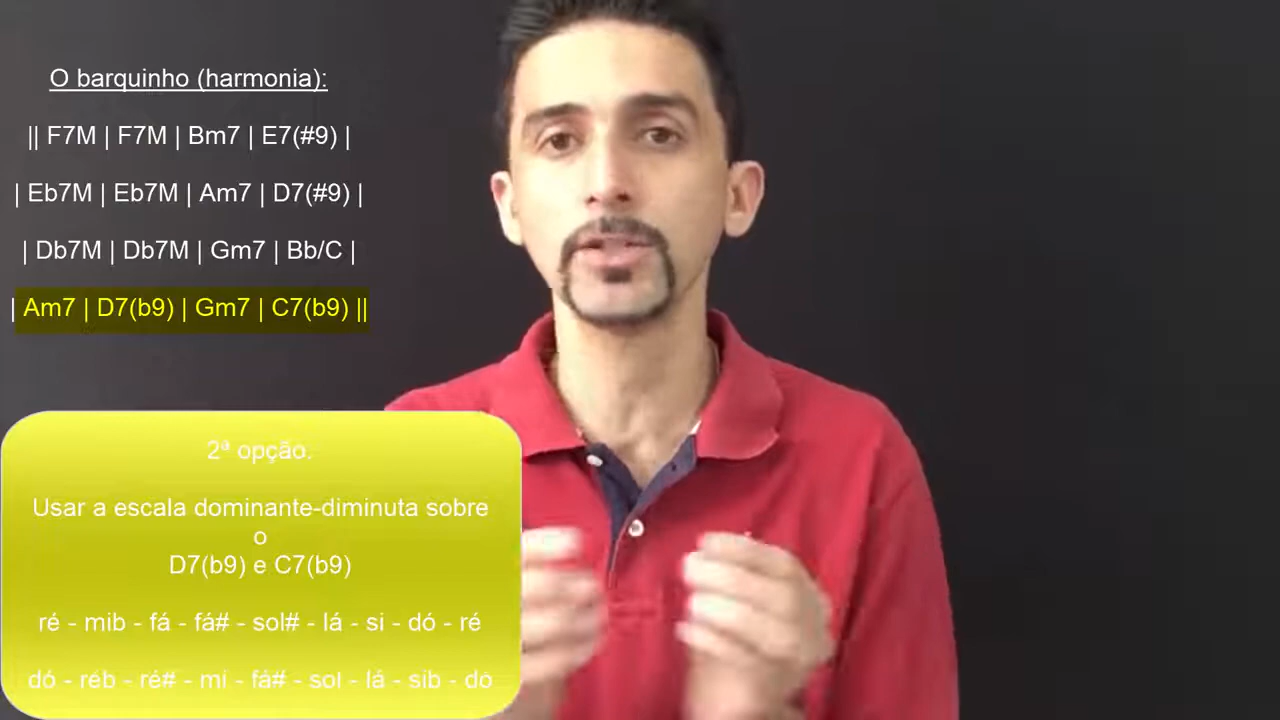 O barquinho (harmonia):
|| F7M | F7M | Bm7 | E7(#9) |
| Eb7M | Eb7M | Am7 | D7(#9) |
| Db7M | Db7M | Gm7 | Bb/C |
| Am7 | D7(b9) | Gm7 | C7(b9) ||
2ª opção:
Usar a escala dominante-diminuta sobre
o
D7(b9) e C7(b9)
ré - mib - fá - fá# - sol# - lá - si - dó - ré
dó - réb - ré# - mi - fá# - sol - lá - sib - dó